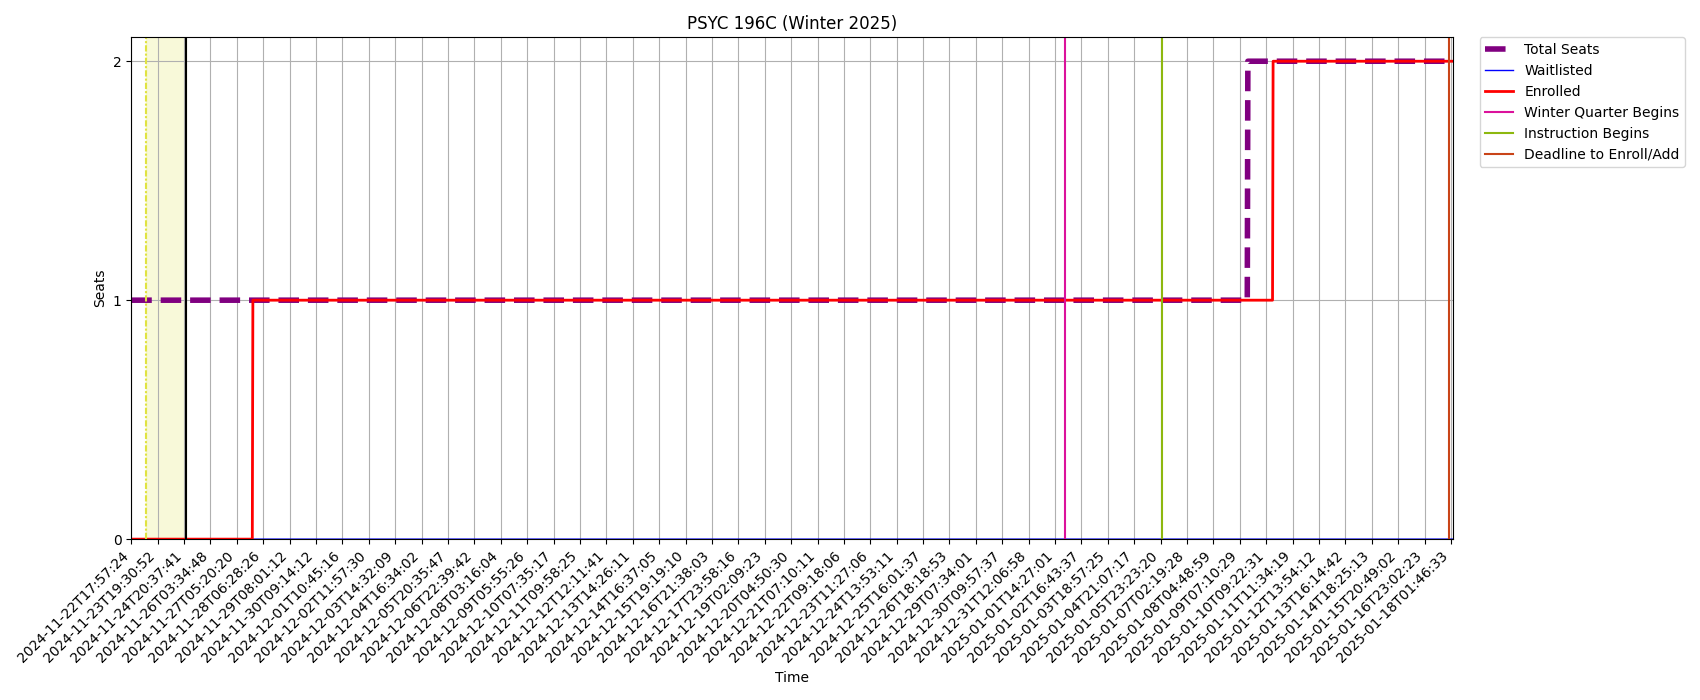 PSYC 196C (Winter 2025)
Total Seats
Waitlisted
Enrolled
Winter Quarter Begins
Instruction Begins
Deadline to Enroll/Add
Seats
2
1
0
2024-11-22T17:57:24
2024-11-23T19:30:52
2024-11-24T20:37:41
2024-11-26T03:34:48
2024-11-27T05:20:20
2024-11-28T06:28:26
2024-11-29T08:01:12
2024-11-30T09:14:12
2024-12-01T10:45:16
2024-12-02T11:57:30
2024-12-03T14:32:09
2024-12-04T16:34:02
2024-12-05T20:35:47
2024-12-06T22:39:42
2024-12-08T03:16:04
2024-12-09T05:55:26
2024-12-10T07:35:17
2024-12-11T09:58:25
2024-12-12T12:11:41
2024-12-13T14:26:11
2024-12-14T16:37:05
2024-12-15T19:19:10
2024-12-16T21:38:03
2024-12-17T23:58:16
2024-12-19T02:09:23
2024-12-20T04:50:30
2024-12-21T07:10:11
2024-12-22T09:18:06
2024-12-23T11:27:06
2024-12-24T13:53:11
2024-12-25T16:01:37
2024-12-26T18:18:53
2024-12-29T07:34:01
2024-12-30T09:57:37
2024-12-31T12:06:58
2025-01-01T14:27:01
2025-01-02T16:43:37
2025-01-03T18:57:25
2025-01-04T21:07:17
2025-01-05T23:23:20
2025-01-07T02:19:28
2025-01-08T04:48:59
2025-01-09T07:10:29
2025-01-10T09:22:31
2025-01-11T11:34:19
2025-01-12T13:54:12
2025-01-13T16:14:42
2025-01-14T18:25:13
2025-01-15T20:49:02
2025-01-16T23:02:23
2025-01-18T01:46:33
Time